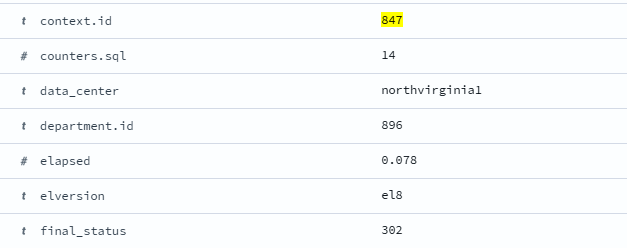 t context.id 847
# counters.sql 14
t data_center northvirginia1
t department.id 896
# elapsed 0.078
t elversion el8
t final_status 302